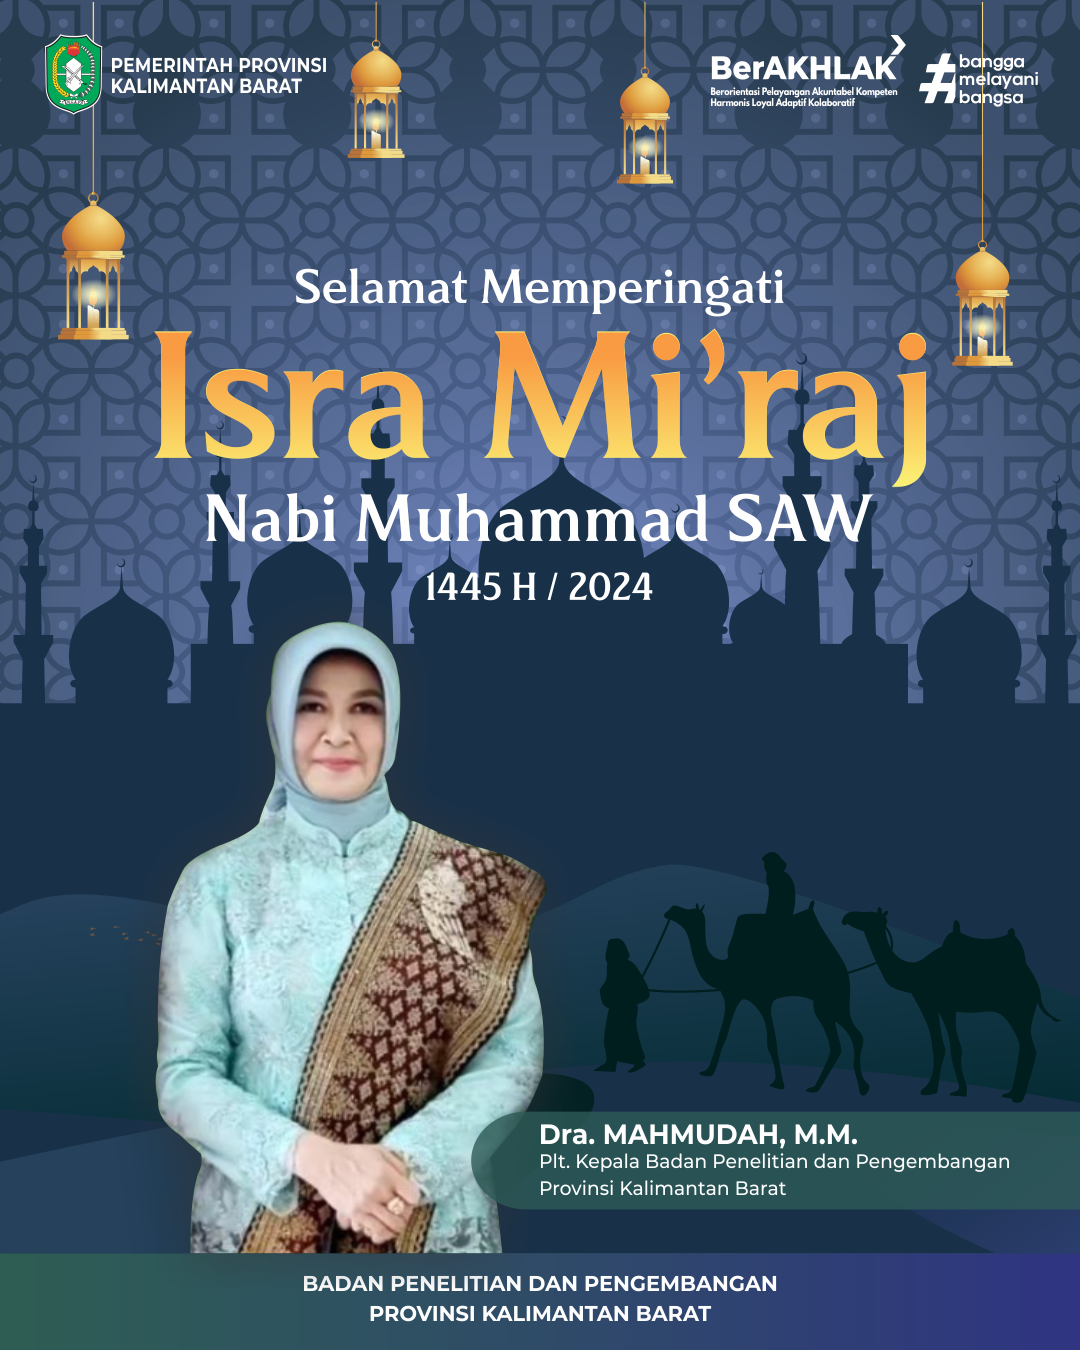 PEMERINTAH PROVINSI
KALIMANTAN BARAT
BerAKHLAK
Berorientasi Pelayangan Akuntabel Kompeten
Harmonis Loyal Adaptif Kolaboratif
#bangga
melayani
bangsa
Selamat Memperingati
Isra Mi'raj
Nabi Muhammad SAW
1445 H / 2024
Dra. MAHMUDAH, M.M.
Plt. Kepala Badan Penelitian dan Pengembangan
Provinsi Kalimantan Barat
BADAN PENELITIAN DAN PENGEMBANGAN
PROVINSI KALIMANTAN BARAT